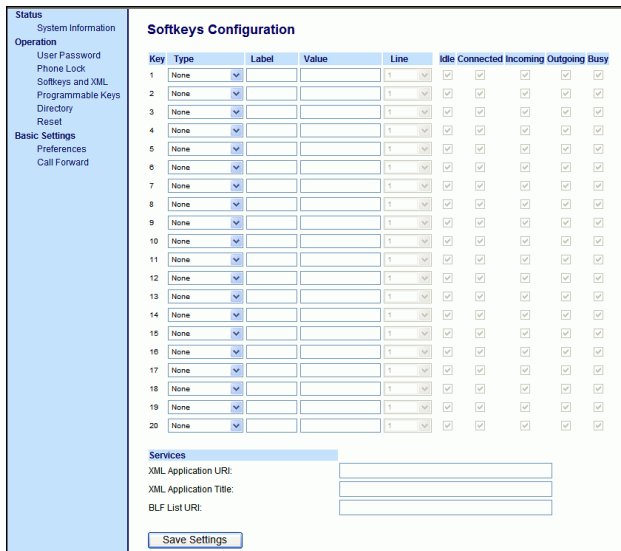 Status
System Information
Operation
User Password
Phone Lock
Softkeys and XML
Programmable Keys
Directory
Reset
Basic Settings
Preferences
Call Forward
Softkeys Configuration
Key Type Label Value Line Idle Connected Incoming Outgoing Busy
1 None 1
2 None 1
3 None 1
4 None 1
5 None 1
6 None 1
7 None 1
8 None 1
9 None 1
10 None 1
11 None 1
12 None 1
13 None 1
14 None 1
15 None 1
16 None 1
17 None 1
18 None 1
19 None 1
20 None 1
Services
XML Application URI:
XML Application Title:
BLF List URI:
Save Settings